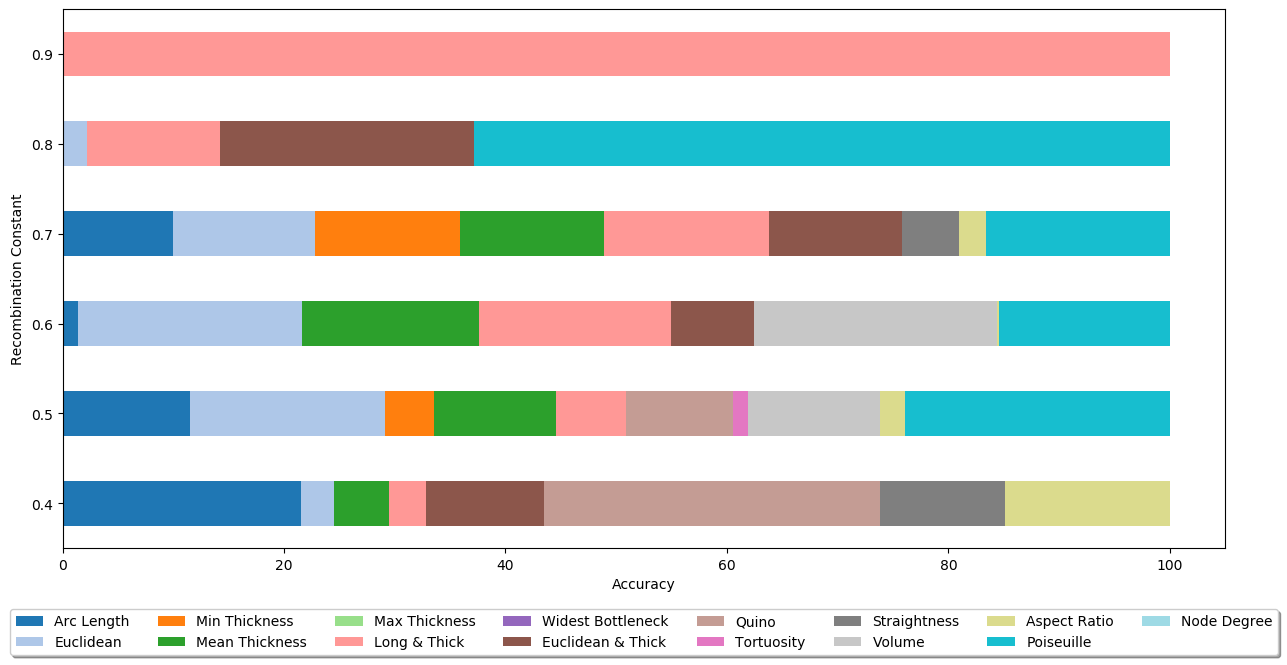 0.9
0.8
0.7
0.6
0.5
0.4
Recombination Constant
0 20 40 60 80 100
Accuracy
Arc Length Min Thickness Max Thickness Widest Bottleneck Quino Straightness Aspect Ratio Node Degree
Euclidean Mean Thickness Long & Thick Euclidean & Thick Tortuosity Volume Poiseuille